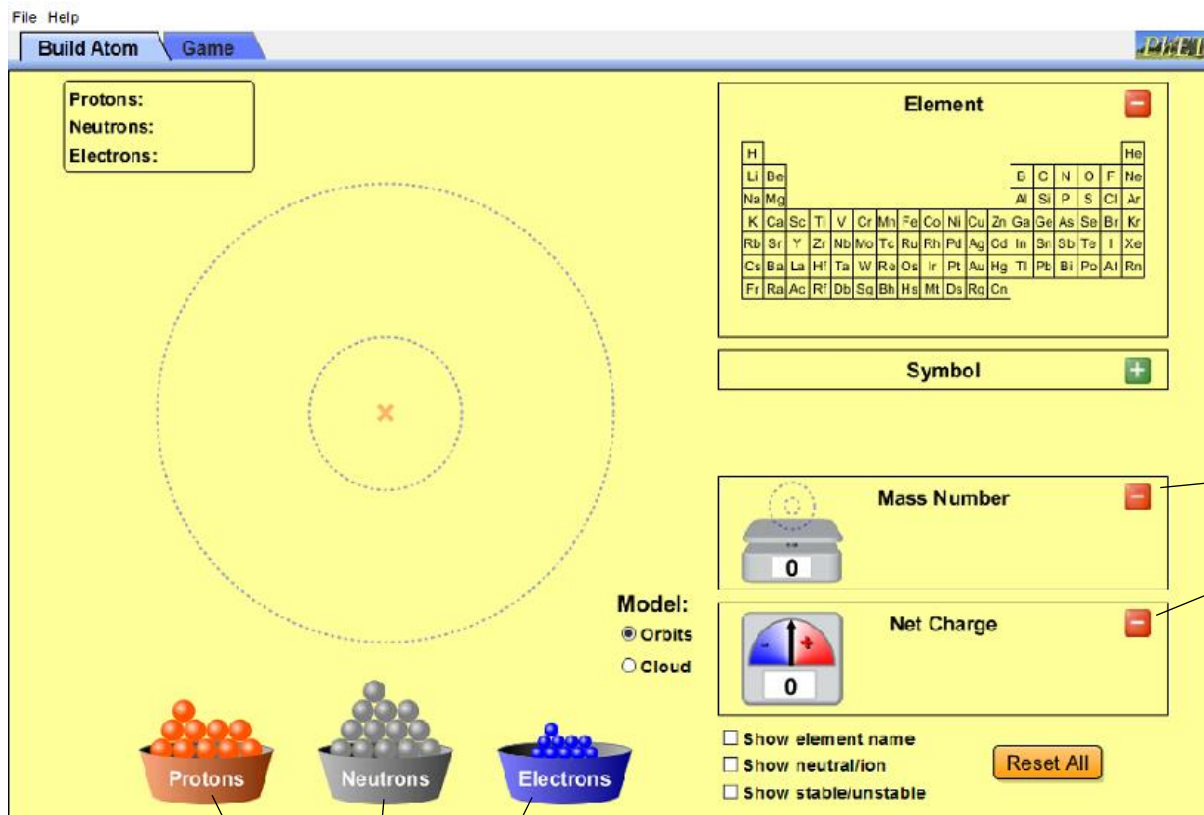 File Help
Build Atom Game
PhET
Protons:
Neutrons:
Electrons:
Element
H He
Li Be B C N O F Ne
Na Mg Al Si P S Cl Ar
K Ca Sc Ti V Cr Mn Fe Co Ni Cu Zn Ga Ge As Se Br Kr
Rb Sr Y Zr Nb Mo Tc Ru Rh Pd Ag Cd In Sn Sb Te I Xe
Cs Ba La Hf Ta W Re Os Ir Pt Au Hg Tl Pb Bi Po At Rn
Fr Ra Ac Rf Db Sg Bh Hs Mt Ds Rg Cn
Symbol
Mass Number
0
Model:
Orbits
Cloud
Net Charge
- +
0
Protons
Neutrons
Electrons
Show element name
Show neutral/ion
Show stable/unstable
Reset All